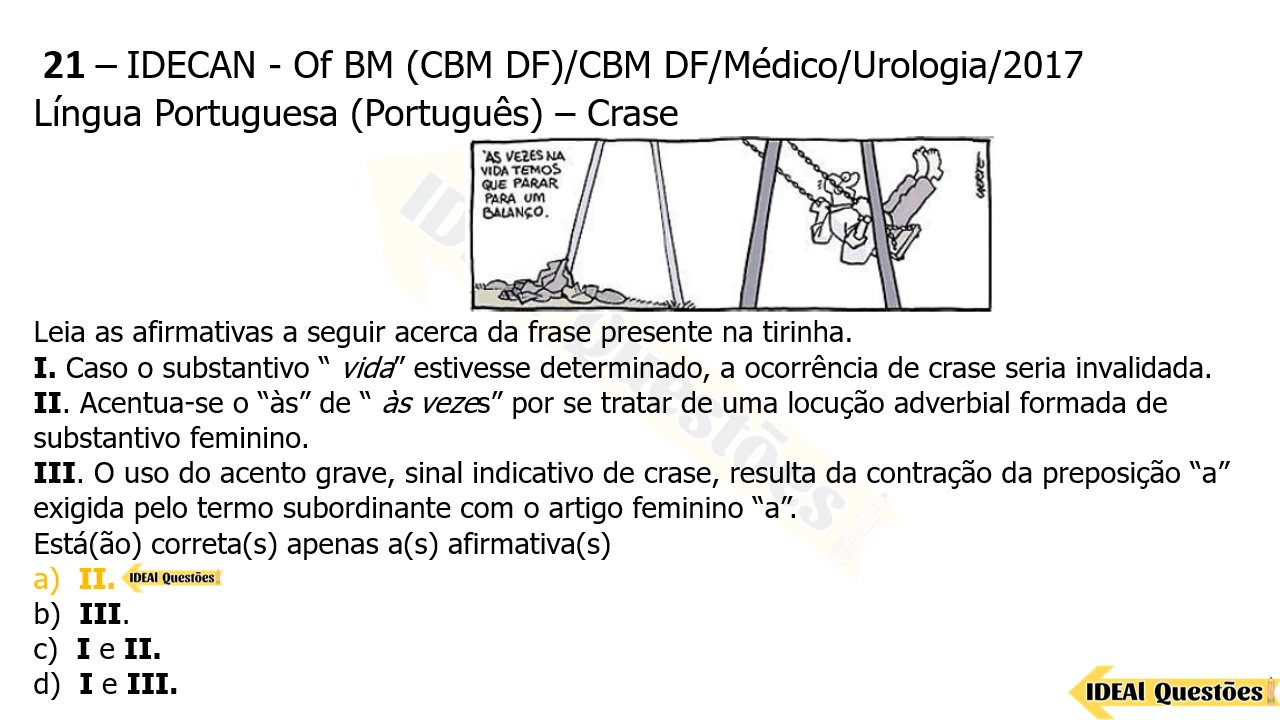 21 – IDECAN - Of BM (CBM DF)/CBM DF/Médico/Urologia/2017
Língua Portuguesa (Português) – Crase
ÀS VEZES NA
VIDA TEMOS
QUE PARAR
PARA UM
BALANÇO.
Leia as afirmativas a seguir acerca da frase presente na tirinha.
I. Caso o substantivo “ vida” estivesse determinado, a ocorrência de crase seria invalidada.
II. Acentua-se o “às” de “ às vezes” por se tratar de uma locução adverbial formada de
substantivo feminino.
III. O uso do acento grave, sinal indicativo de crase, resulta da contração da preposição “a”
exigida pelo termo subordinante com o artigo feminino “a”.
Está(ão) correta(s) apenas a(s) afirmativa(s)
a) II. IDEAl Questões
b) III.
c) I e II.
d) I e III.
IDEAl Questões